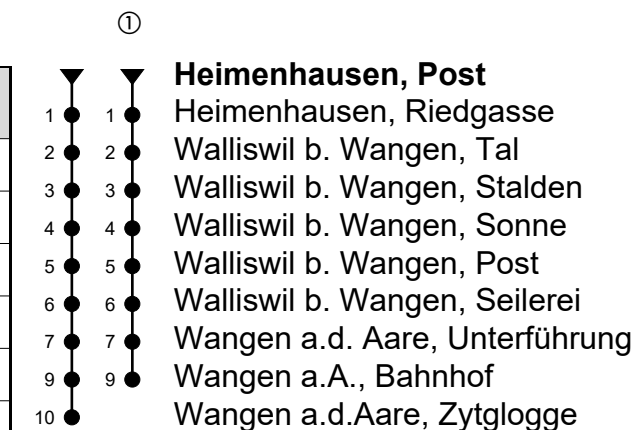 ①
Heimenhausen, Post
1 1 Heimenhausen, Riedgasse
2 2 Walliswil b. Wangen, Tal
3 3 Walliswil b. Wangen, Stalden
4 4 Walliswil b. Wangen, Sonne
5 5 Walliswil b. Wangen, Post
6 6 Walliswil b. Wangen, Seilerei
7 7 Wangen a.d. Aare, Unterführung
9 9 Wangen a.A., Bahnhof
10 Wangen a.d.Aare, Zytglogge